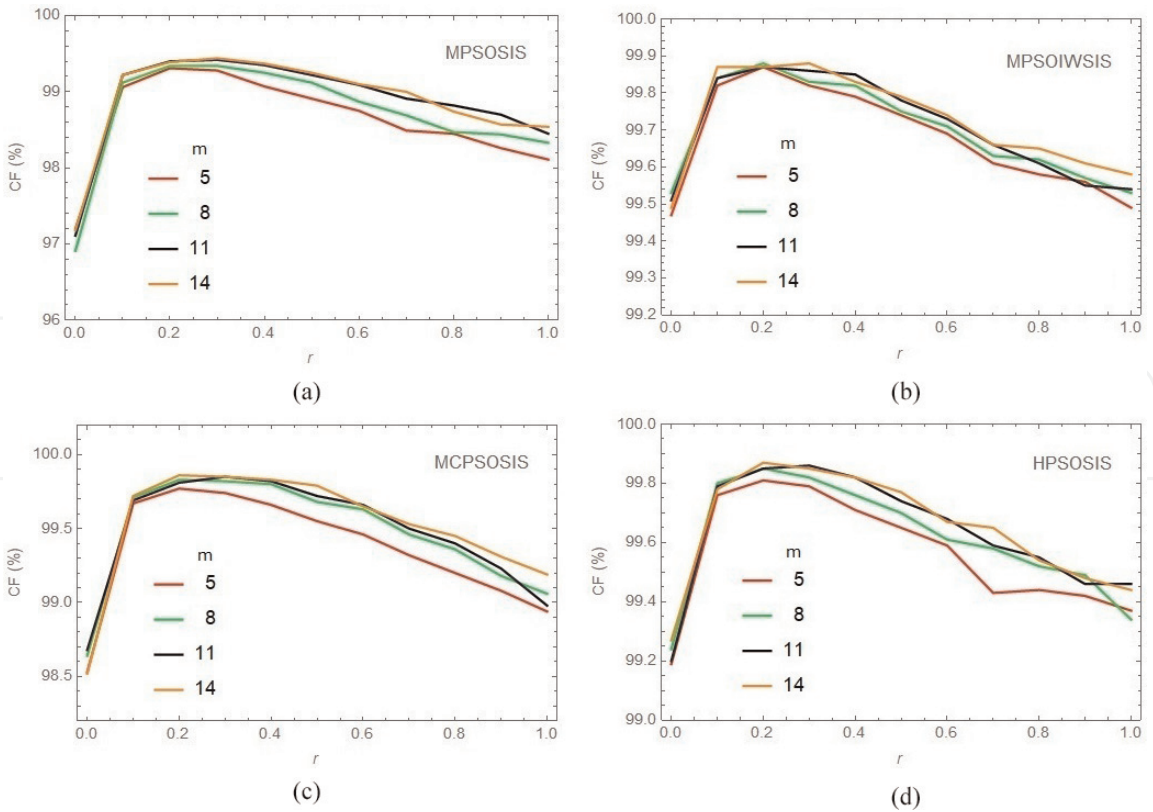 100
99
98
97
96
CF (%)
MPSOSIS
m
5
8
11
14
0.0 0.2 0.4 0.6 0.8 1.0
r
(a)
100.0
99.9
99.8
99.7
99.6
99.5
99.4
99.3
99.2
CF (%)
MPSOIWSIS
m
5
8
11
14
0.0 0.2 0.4 0.6 0.8 1.0
r
(b)
100.0
99.5
99.0
98.5
CF (%)
MCPSOSIS
m
5
8
11
14
0.0 0.2 0.4 0.6 0.8 1.0
r
(c)
100.0
99.8
99.6
99.4
99.2
99.0
CF (%)
HPSOSIS
m
5
8
11
14
0.0 0.2 0.4 0.6 0.8 1.0
r
(d)